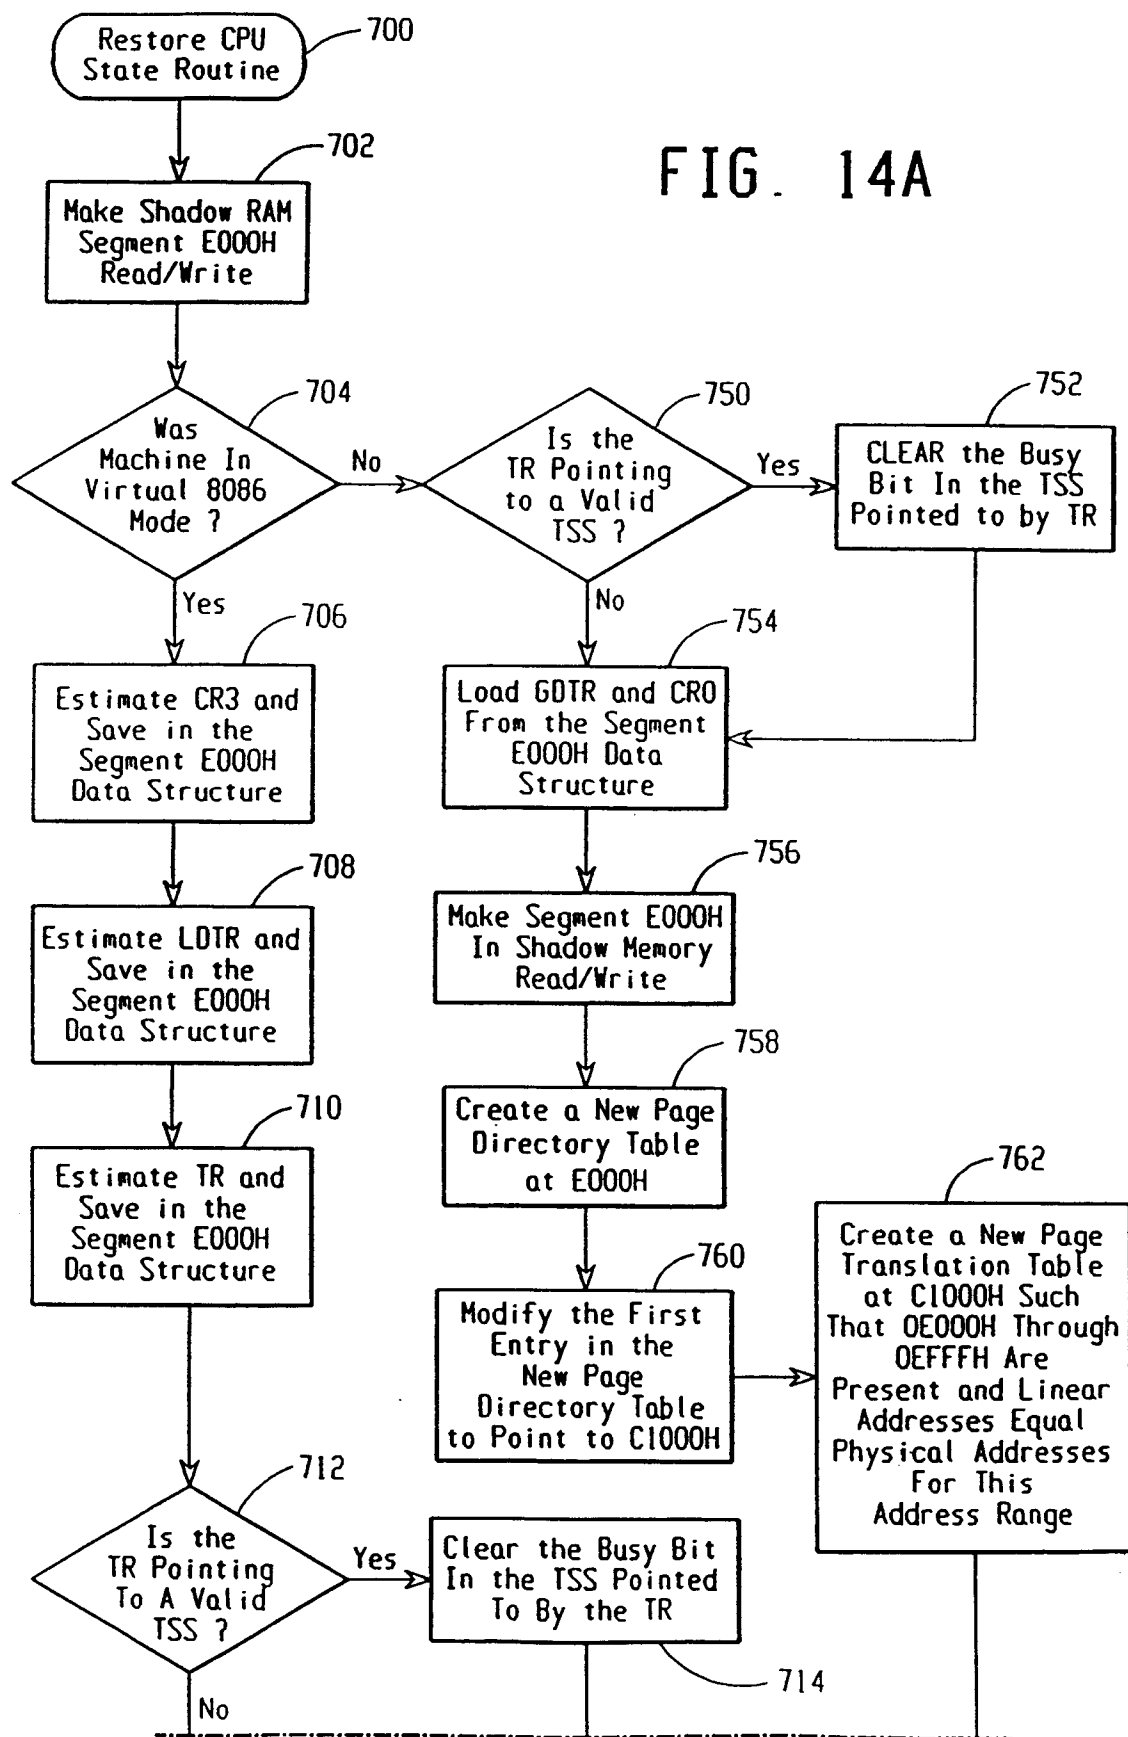 Restore CPU
State Routine
700
FIG. 14A
702
Make Shadow RAM
Segment E000H
Read/Write
704
Was
Machine In
Virtual 8086
Mode ?
No
Yes
750
Is the
TR Pointing
to a Valid
TSS ?
Yes
No
752
CLEAR the Busy
Bit In the TSS
Pointed to by TR
706
Estimate CR3 and
Save in the
Segment E000H
Data Structure
754
Load GDTR and CR0
From the Segment
E000H Data
Structure
708
Estimate LDTR and
Save in the
Segment E000H
Data Structure
756
Make Segment E000H
In Shadow Memory
Read/Write
710
Estimate TR and
Save in the
Segment E000H
Data Structure
758
Create a New Page
Directory Table
at E000H
760
Modify the First
Entry in the
New Page
Directory Table
to Point to C1000H
762
Create a New Page
Translation Table
at C1000H Such
That 0E000H Through
0EFFFH Are
Present and Linear
Addresses Equal
Physical Addresses
For This
Address Range
712
Is the
TR Pointing
To A Valid
TSS ?
Yes
No
Clear the Busy Bit
In the TSS Pointed
To By the TR
714